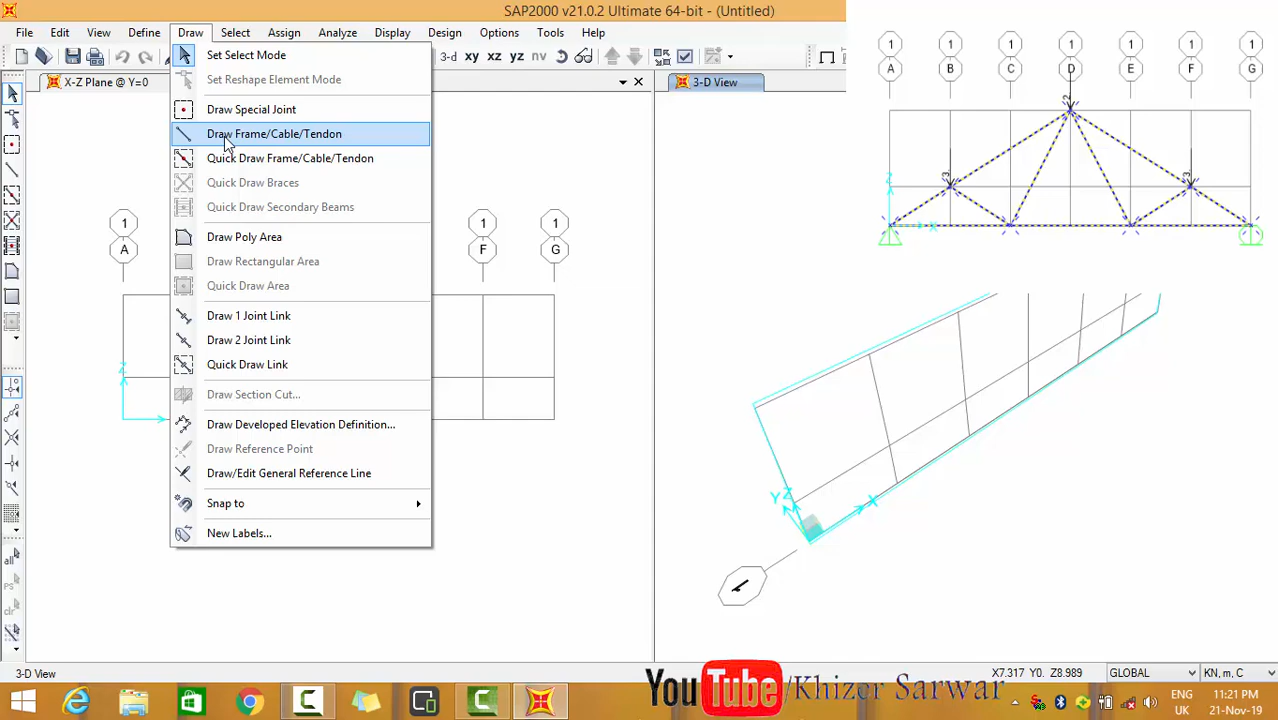 SAP2000 v21.0.2 Ultimate 64-bit - (Untitled)
File Edit View Define Draw Select Assign Analyze Display Design Options Tools Help
3-d xy xz yz nv
X-Z Plane @ Y=0
3-D View
Set Select Mode
Set Reshape Element Mode
Draw Special Joint
Draw Frame/Cable/Tendon
Quick Draw Frame/Cable/Tendon
Quick Draw Braces
Quick Draw Secondary Beams
Draw Poly Area
Draw Rectangular Area
Quick Draw Area
Draw 1 Joint Link
Draw 2 Joint Link
Quick Draw Link
Draw Section Cut...
Draw Developed Elevation Definition...
Draw Reference Point
Draw/Edit General Reference Line
Snap to
New Labels...
1 1 1
A F G
Z
1 1 1 1 1 1 1
A B C D E F G
2
3 3
Z
X
Y Z X
all
PS
clr
3-D View
X7.317 Y0. Z8.989
GLOBAL
KN, m, C
YouTube/Khizer Sarwar
ENG
UK
11:21 PM
21-Nov-19